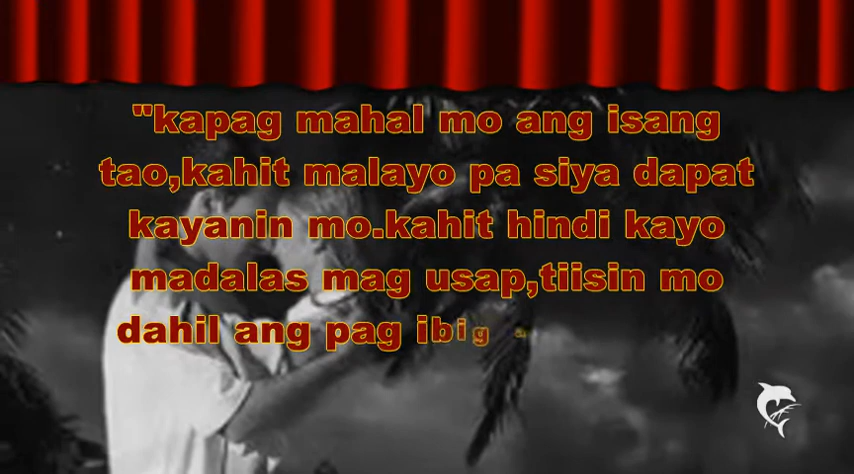 "kapag mahal mo ang isang
tao,kahit malayo pa siya dapat
kayanin mo.kahit hindi kayo
madalas mag usap,tiisin mo
dahil ang pag ibig a